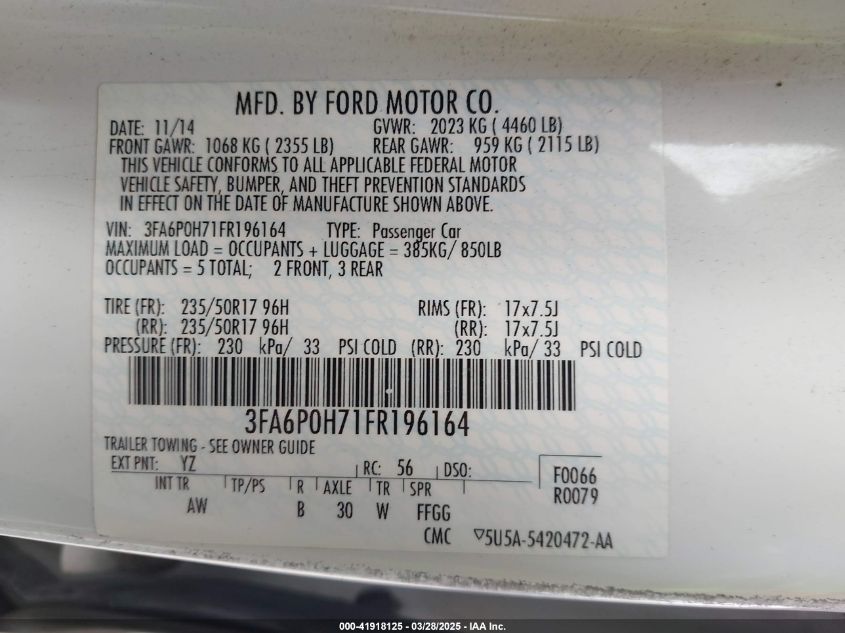 MFD. BY FORD MOTOR CO.
DATE: 11/14 GVWR: 2023 KG ( 4460 LB)
FRONT GAWR: 1068 KG ( 2355 LB) REAR GAWR: 959 KG ( 2115 LB)
THIS VEHICLE CONFORMS TO ALL APPLICABLE FEDERAL MOTOR
VEHICLE SAFETY, BUMPER, AND THEFT PREVENTION STANDARDS
IN EFFECT ON THE DATE OF MANUFACTURE SHOWN ABOVE.
VIN: 3FA6P0H71FR196164 TYPE: Passenger Car
MAXIMUM LOAD = OCCUPANTS + LUGGAGE = 385KG/ 850LB
OCCUPANTS = 5 TOTAL; 2 FRONT, 3 REAR
TIRE (FR): 235/50R17 96H RIMS (FR): 17x7.5J
(RR): 235/50R17 96H (RR): 17x7.5J
PRESSURE (FR): 230 kPa/ 33 PSI COLD (RR): 230 kPa/ 33 PSI COLD
3FA6P0H71FR196164
TRAILER TOWING - SEE OWNER GUIDE
EXT PNT: YZ RC: 56 DSO: F0066
INT TR TP/PS R AXLE TR SPR R0079
AW B 30 W FFGG
CMC ▽5U5A-5420472-AA
000-41918125 - 03/28/2025 - IAA Inc.